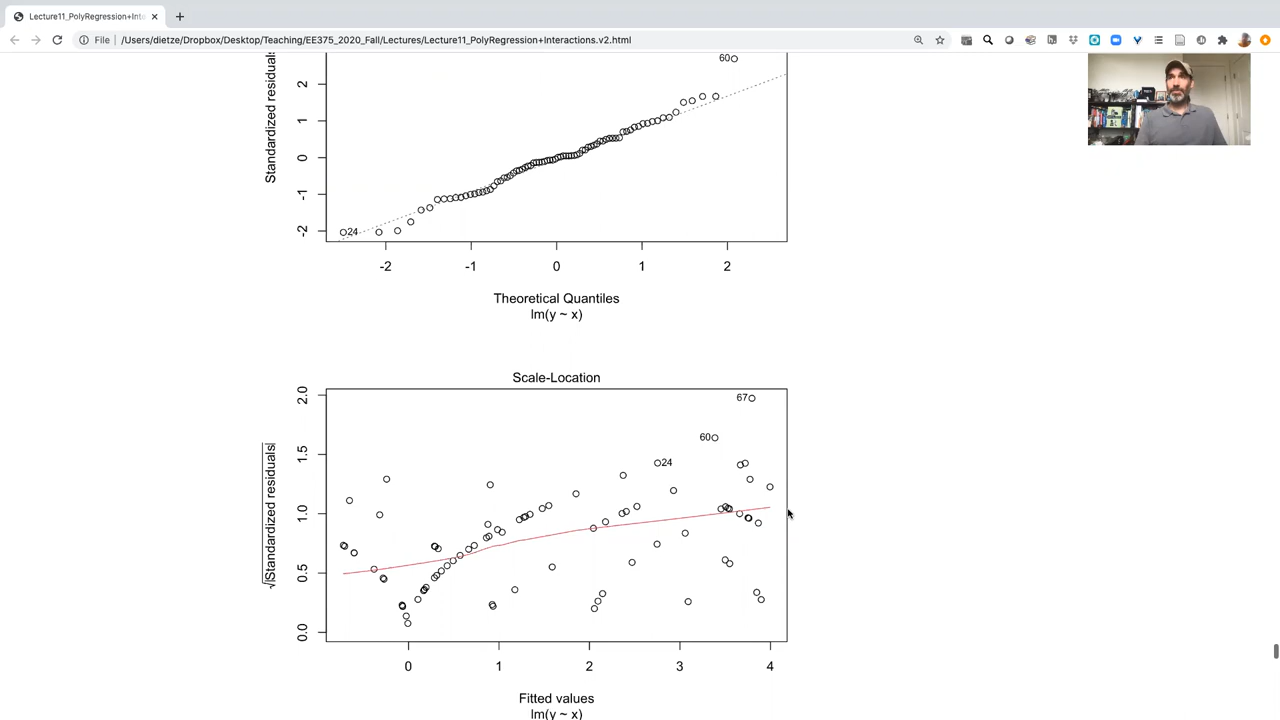 Lecture11_PolyRegression+Inte
File
/Users/dietze/Dropbox/Desktop/Teaching/EE375_2020_Fall/Lectures/Lecture11_PolyRegression+Interactions.v2.html
Standardized residuals
2
1
0
-1
-2
60
24
-2 -1 0 1 2
Theoretical Quantiles
lm(y ~ x)
Scale-Location
√|Standardized residuals|
2.0
1.5
1.0
0.5
0.0
67
60
24
0 1 2 3 4
Fitted values
lm(y ~ x)